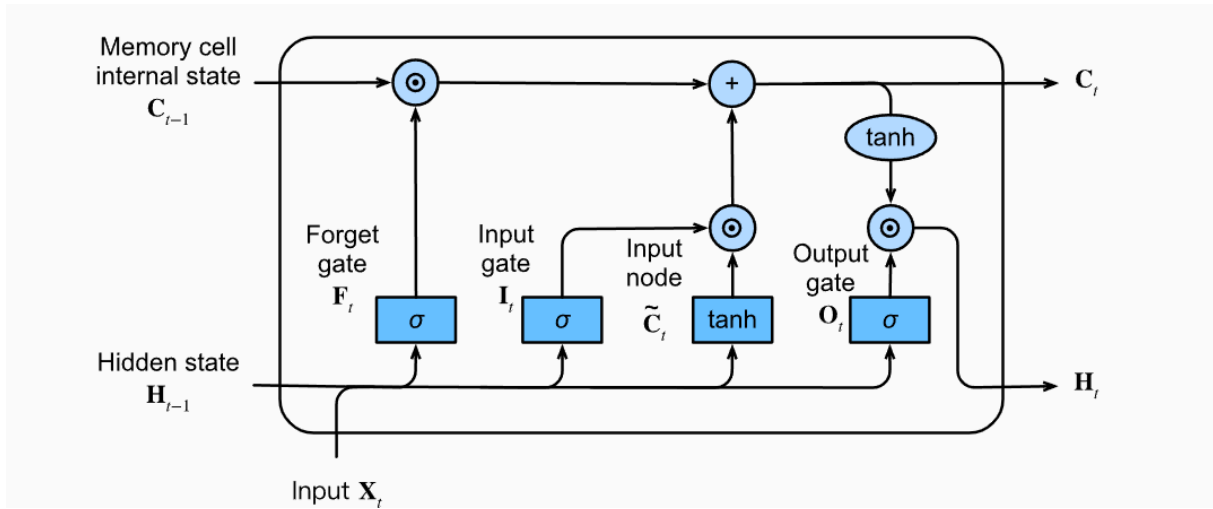 Memory cell
internal state
C_{t-1}
⊙
+
C_t
tanh
Forget
gate
F_t
Input
gate
I_t
Input
node
C̃_t
⊙
Output
gate
O_t
⊙
σ
σ
tanh
σ
Hidden state
H_{t-1}
H_t
Input X_t